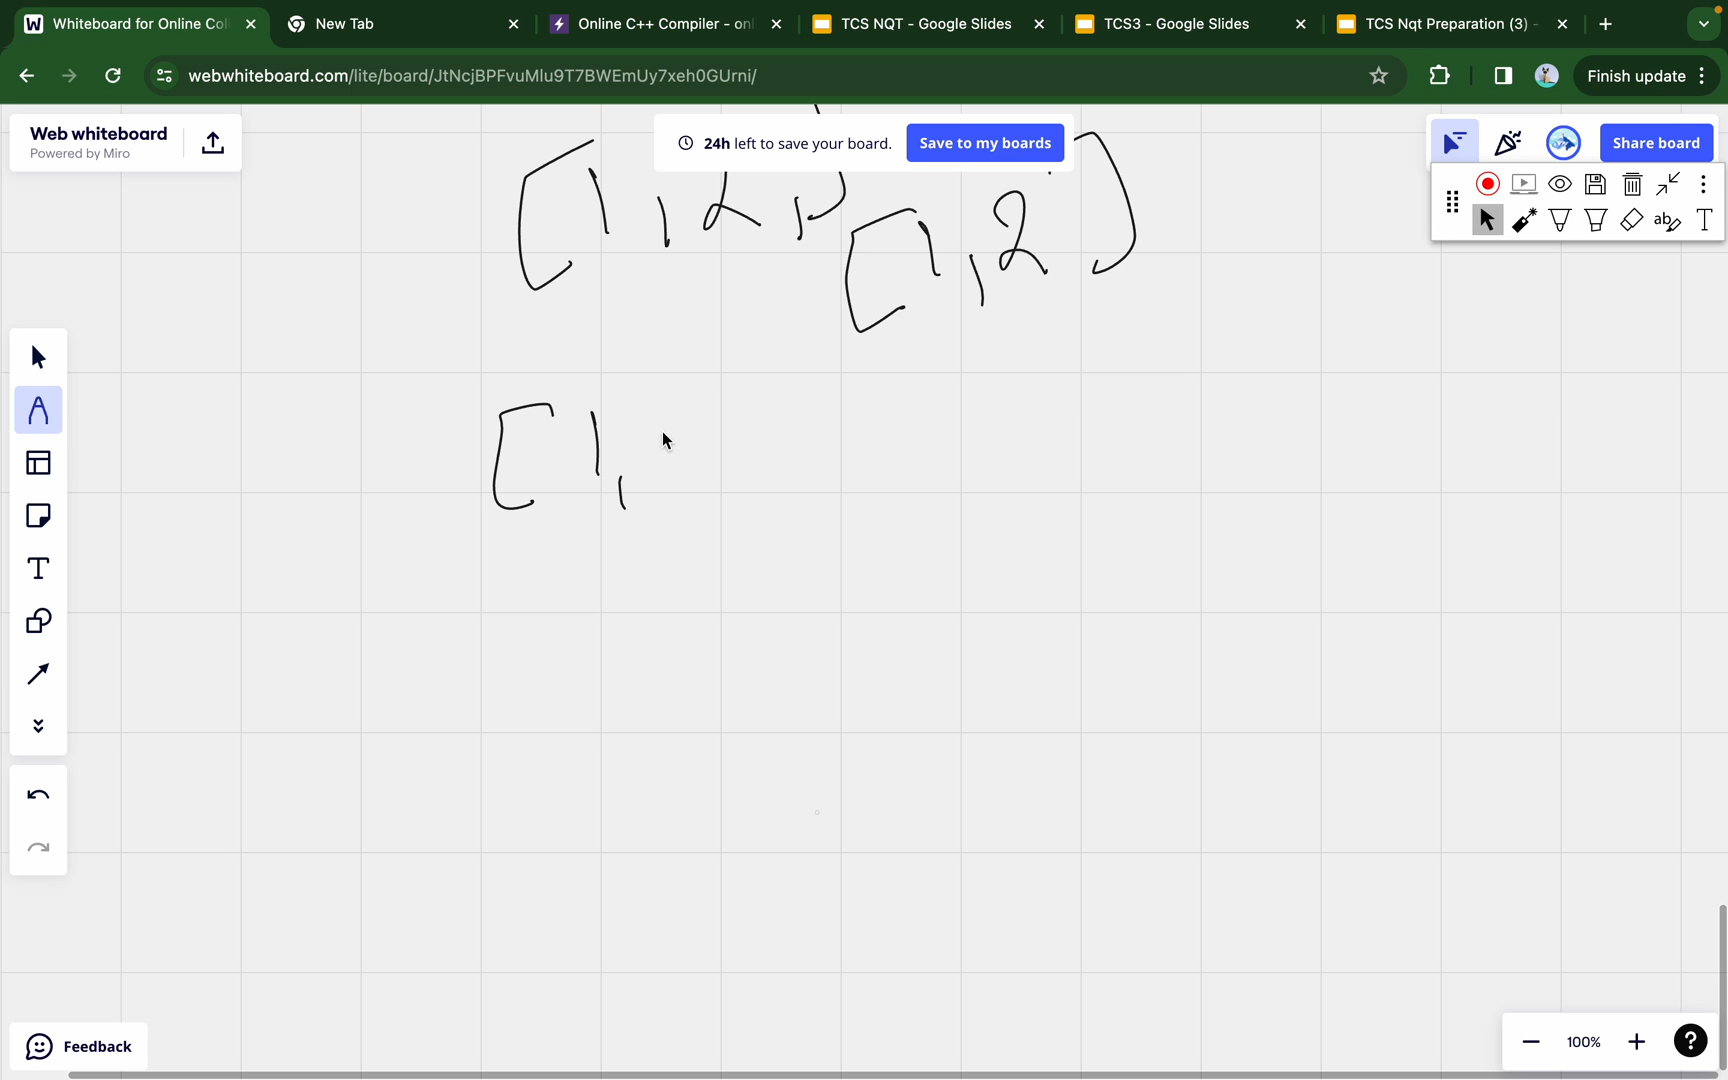 Whiteboard for Online Col
New Tab
Online C++ Compiler - onl
TCS NQT - Google Slides
TCS3 - Google Slides
TCS Nqt Preparation (3) -
webwhiteboard.com/lite/board/JtNcjBPFvuMlu9T7BWEmUy7xeh0GUrni/
Finish update
Web whiteboard
Powered by Miro
24h left to save your board.
Save to my boards
Share board
[1,2,
[1,2]
[1,
Feedback
100%